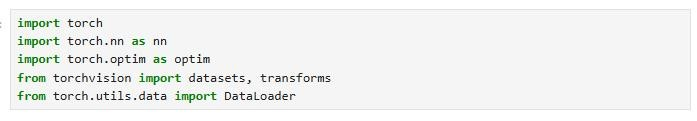 import torch
import torch.nn as nn
import torch.optim as optim
from torchvision import datasets, transforms
from torch.utils.data import DataLoader